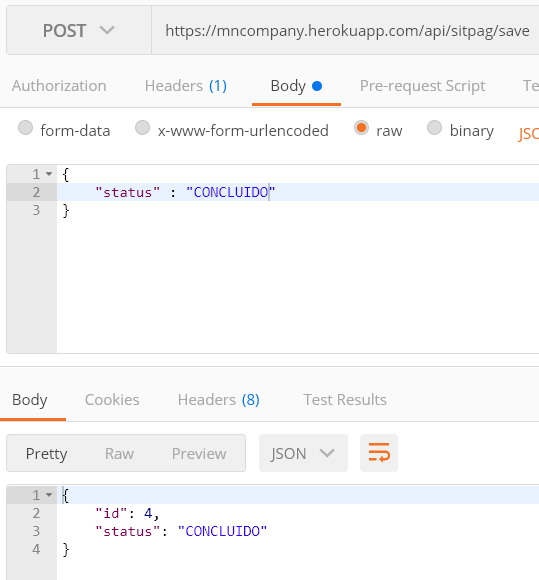 POST https://mncompany.herokuapp.com/api/sitpag/save
Authorization Headers (1) Body Pre-request Script Te
form-data x-www-form-urlencoded raw binary JSC
1 {
2 "status" : "CONCLUIDO"
3 }
Body Cookies Headers (8) Test Results
Pretty Raw Preview JSON
1 {
2 "id": 4,
3 "status": "CONCLUIDO"
4 }